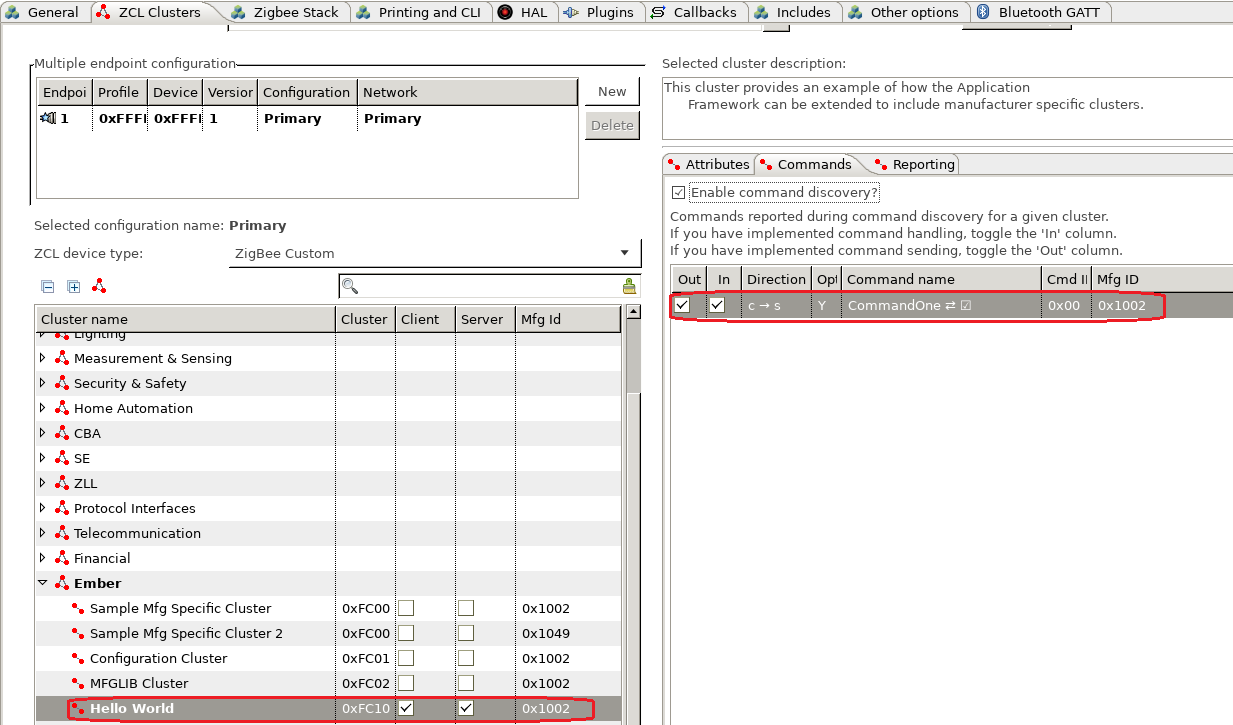 General ZCL Clusters Zigbee Stack Printing and CLI HAL Plugins Callbacks Includes Other options Bluetooth GATT
Multiple endpoint configuration
Endpoi Profile Device Version Configuration Network
1 0xFFF 0xFFF 1 Primary Primary
New
Delete
Selected configuration name: Primary
ZCL device type: ZigBee Custom
Cluster name Cluster Client Server Mfg Id
Lighting
Measurement & Sensing
Security & Safety
Home Automation
CBA
SE
ZLL
Protocol Interfaces
Telecommunication
Financial
Ember
Sample Mfg Specific Cluster 0xFC00 0x1002
Sample Mfg Specific Cluster 2 0xFC00 0x1049
Configuration Cluster 0xFC01 0x1002
MFGLIB Cluster 0xFC02 0x1002
Hello World 0xFC10 0x1002
Selected cluster description:
This cluster provides an example of how the Application
Framework can be extended to include manufacturer specific clusters.
Attributes Commands Reporting
Enable command discovery?
Commands reported during command discovery for a given cluster.
If you have implemented command handling, toggle the 'In' column.
If you have implemented command sending, toggle the 'Out' column.
Out In Direction Opt Command name Cmd I Mfg ID
c → s Y CommandOne ⇄ ☑ 0x00 0x1002